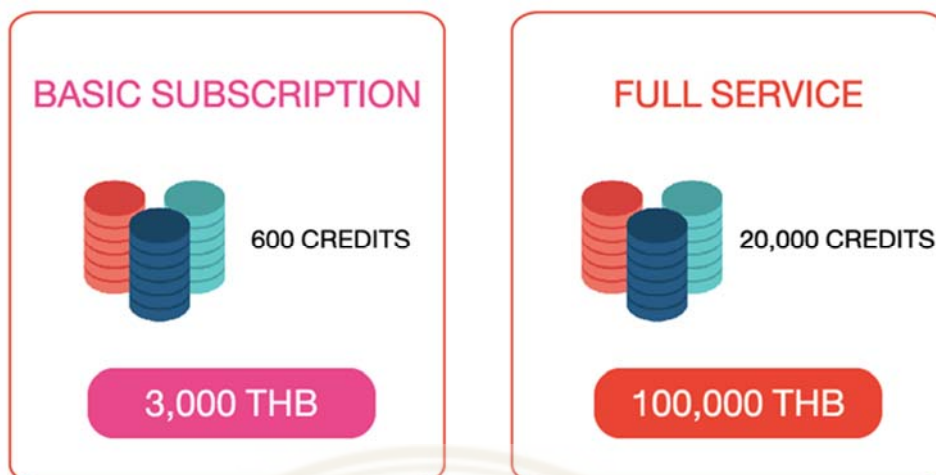 BASIC SUBSCRIPTION
600 CREDITS
3,000 THB
FULL SERVICE
20,000 CREDITS
100,000 THB